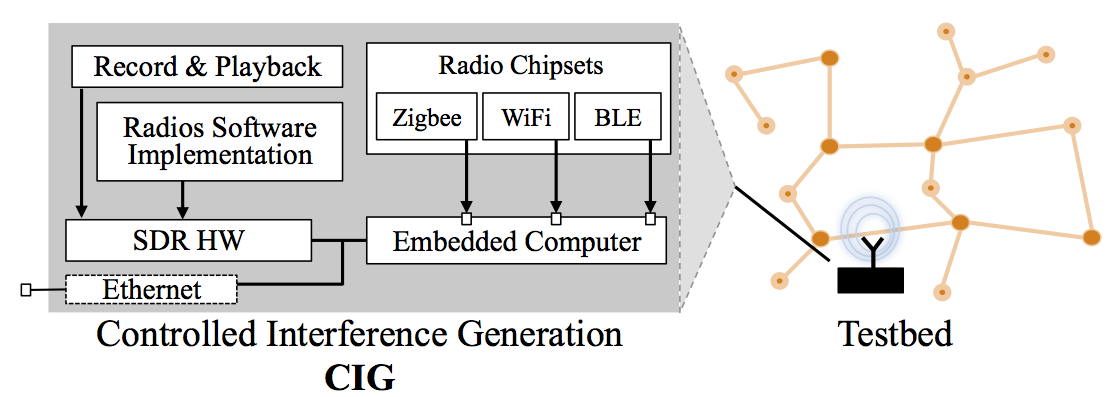 Record & Playback
Radios Software
Implementation
SDR HW
Ethernet
Radio Chipsets
Zigbee
WiFi
BLE
Embedded Computer
Controlled Interference Generation
CIG
Testbed